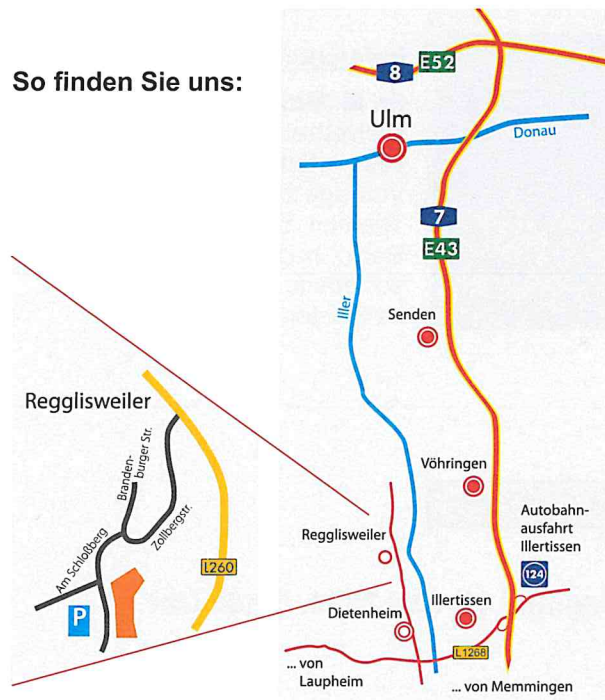 So finden Sie uns:
8
E52
Ulm
Donau
7
E43
Iller
Senden
Vöhringen
Autobahn-
ausfahrt
Illertissen
124
Regglisweiler
Dietenheim
Illertissen
L1268
... von
Laupheim
... von Memmingen
Regglisweiler
Branden-
burger Str.
Zollbergstr.
Am Schloßberg
L260
P